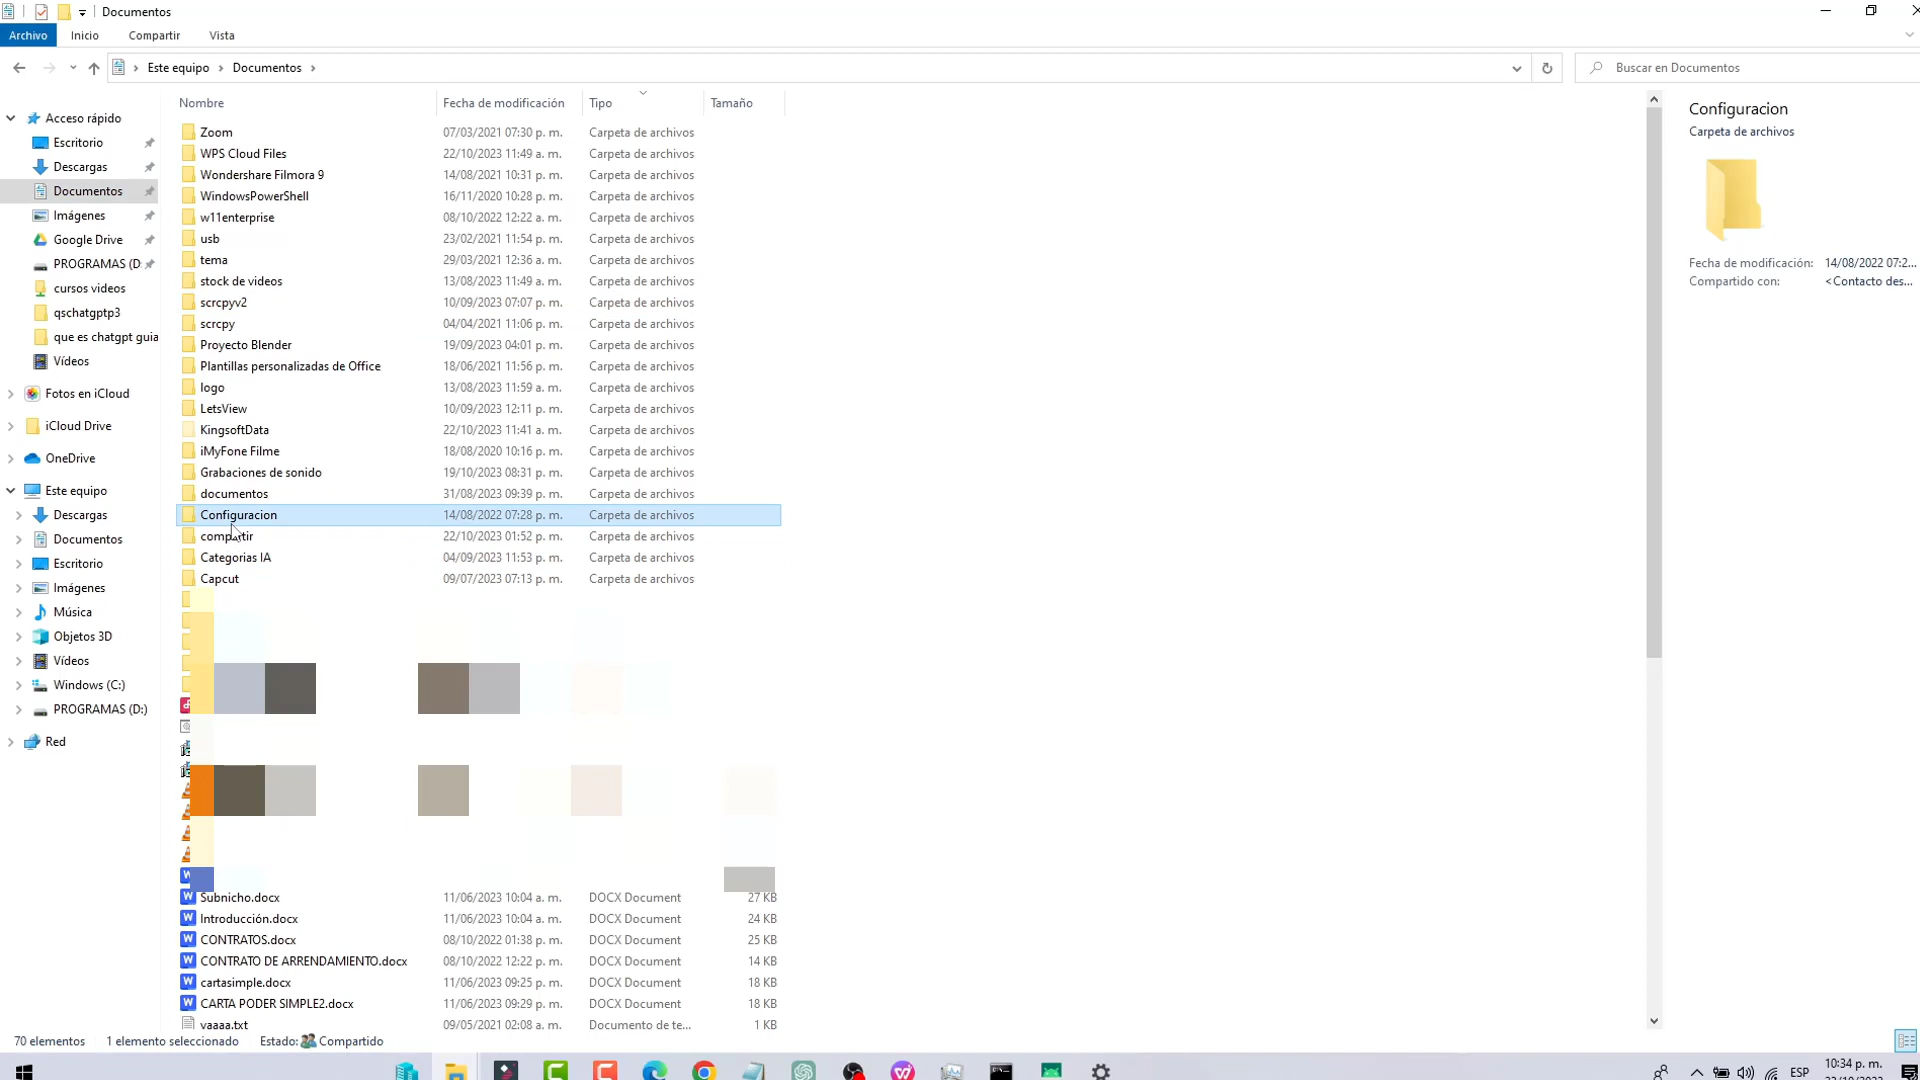 Documentos
Archivo Inicio Compartir Vista
Este equipo Documentos
Buscar en Documentos
Nombre Fecha de modificación Tipo Tamaño
Acceso rápido
Escritorio
Descargas
Documentos
Imágenes
Google Drive
PROGRAMAS (D:
cursos videos
qschatgptp3
que es chatgpt guia
Vídeos
Fotos en iCloud
iCloud Drive
OneDrive
Este equipo
Descargas
Documentos
Escritorio
Imágenes
Música
Objetos 3D
Vídeos
Windows (C:)
PROGRAMAS (D:)
Red
Zoom 07/03/2021 07:30 p. m. Carpeta de archivos
WPS Cloud Files 22/10/2023 11:49 a. m. Carpeta de archivos
Wondershare Filmora 9 14/08/2021 10:31 p. m. Carpeta de archivos
WindowsPowerShell 16/11/2020 10:28 p. m. Carpeta de archivos
w11enterprise 08/10/2022 12:22 a. m. Carpeta de archivos
usb 23/02/2021 11:54 p. m. Carpeta de archivos
tema 29/03/2021 12:36 a. m. Carpeta de archivos
stock de videos 13/08/2023 11:49 a. m. Carpeta de archivos
scrcpyv2 10/09/2023 07:07 p. m. Carpeta de archivos
scrcpy 04/04/2021 11:06 p. m. Carpeta de archivos
Proyecto Blender 19/09/2023 04:01 p. m. Carpeta de archivos
Plantillas personalizadas de Office 18/06/2021 11:56 p. m. Carpeta de archivos
logo 13/08/2023 11:59 a. m. Carpeta de archivos
LetsView 10/09/2023 12:11 p. m. Carpeta de archivos
KingsoftData 22/10/2023 11:41 a. m. Carpeta de archivos
iMyFone Filme 18/08/2020 10:16 p. m. Carpeta de archivos
Grabaciones de sonido 19/10/2023 08:31 p. m. Carpeta de archivos
documentos 31/08/2023 09:39 p. m. Carpeta de archivos
Configuracion 14/08/2022 07:28 p. m. Carpeta de archivos
compartir 22/10/2023 01:52 p. m. Carpeta de archivos
Categorias IA 04/09/2023 11:53 p. m. Carpeta de archivos
Capcut 09/07/2023 07:13 p. m. Carpeta de archivos
Subnicho.docx 11/06/2023 10:04 a. m. DOCX Document 27 KB
Introducción.docx 11/06/2023 10:04 a. m. DOCX Document 24 KB
CONTRATOS.docx 08/10/2022 01:38 p. m. DOCX Document 25 KB
CONTRATO DE ARRENDAMIENTO.docx 08/10/2022 12:22 p. m. DOCX Document 14 KB
cartasimple.docx 11/06/2023 09:25 p. m. DOCX Document 18 KB
CARTA PODER SIMPLE2.docx 11/06/2023 09:29 p. m. DOCX Document 18 KB
vaaaa.txt 09/05/2021 02:08 a. m. Documento de te... 1 KB
Configuracion
Carpeta de archivos
Fecha de modificación: 14/08/2022 07:2...
Compartido con: <Contacto des...
70 elementos 1 elemento seleccionado Estado: Compartido
ESP 10:34 p. m.